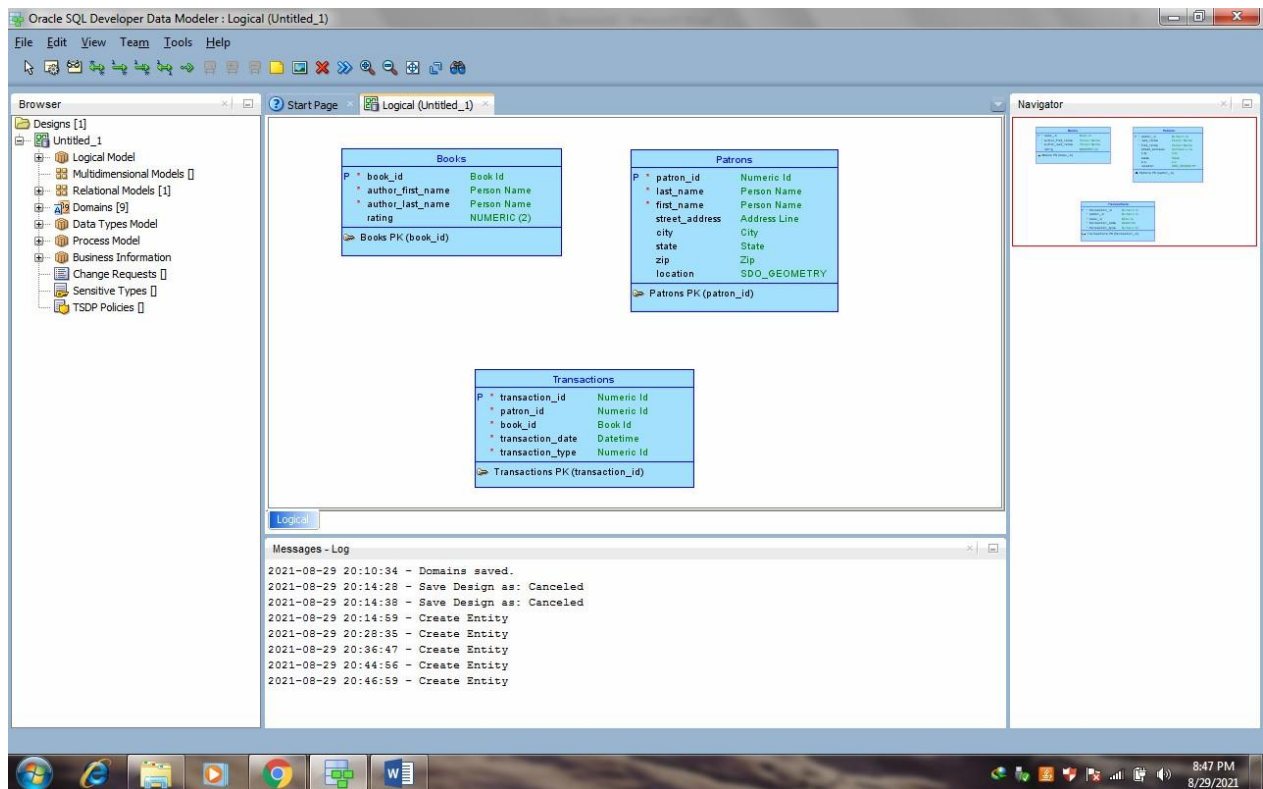 Oracle SQL Developer Data Modeler : Logical (Untitled_1)
File Edit View Team Tools Help
Browser
Designs [1]
Untitled_1
Logical Model
Multidimensional Models []
Relational Models [1]
Domains [9]
Data Types Model
Process Model
Business Information
Change Requests []
Sensitive Types []
TSDP Policies []
Start Page
Logical (Untitled_1)
Books
P * book_id Book Id
* author_first_name Person Name
* author_last_name Person Name
rating NUMERIC (2)
Books PK (book_id)
Patrons
P * patron_id Numeric Id
* last_name Person Name
* first_name Person Name
street_address Address Line
city City
state State
zip Zip
location SDO_GEOMETRY
Patrons PK (patron_id)
Transactions
P * transaction_id Numeric Id
* patron_id Numeric Id
* book_id Book Id
* transaction_date Datetime
* transaction_type Numeric Id
Transactions PK (transaction_id)
Logical
Messages - Log
2021-08-29 20:10:34 - Domains saved.
2021-08-29 20:14:28 - Save Design as: Canceled
2021-08-29 20:14:38 - Save Design as: Canceled
2021-08-29 20:14:59 - Create Entity
2021-08-29 20:28:35 - Create Entity
2021-08-29 20:36:47 - Create Entity
2021-08-29 20:44:56 - Create Entity
2021-08-29 20:46:59 - Create Entity
Navigator
Books
Patrons
Transactions
8:47 PM
8/29/2021